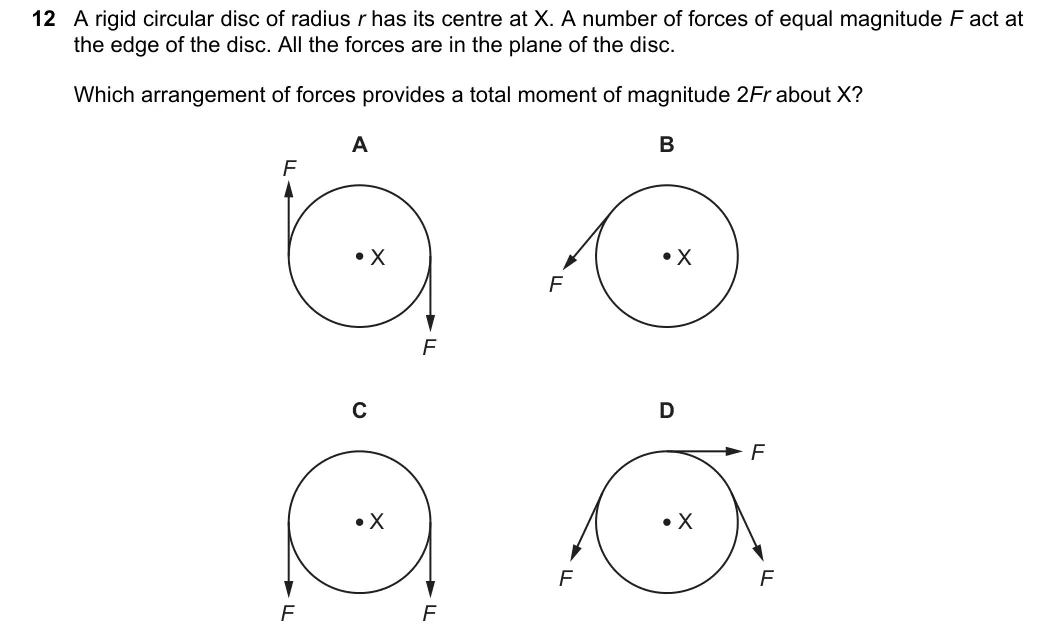 12 A rigid circular disc of radius r has its centre at X. A number of forces of equal magnitude F act at
the edge of the disc. All the forces are in the plane of the disc.
Which arrangement of forces provides a total moment of magnitude 2Fr about X?
A
B
F
X
X
F
F
C
D
F
X
X
F
F
F
F